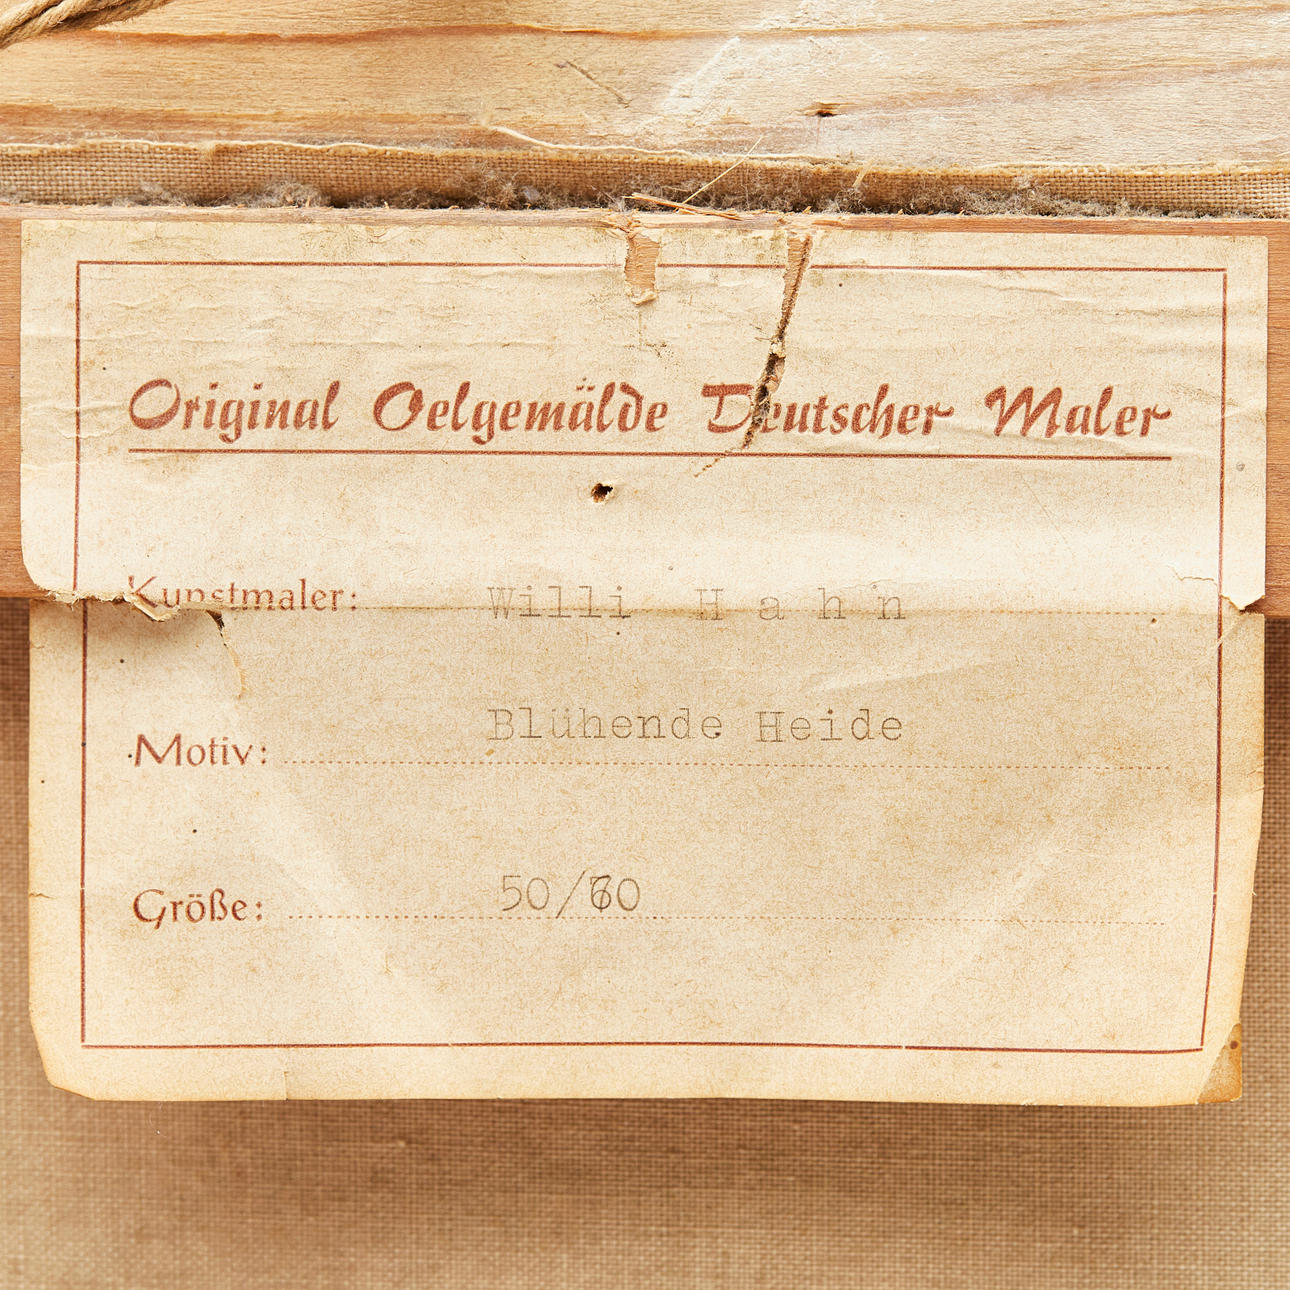 Original Oelgemälde Deutscher Maler
Kunstmaler: Willi Hahn
Motiv: Blühende Heide
Größe: 50/60